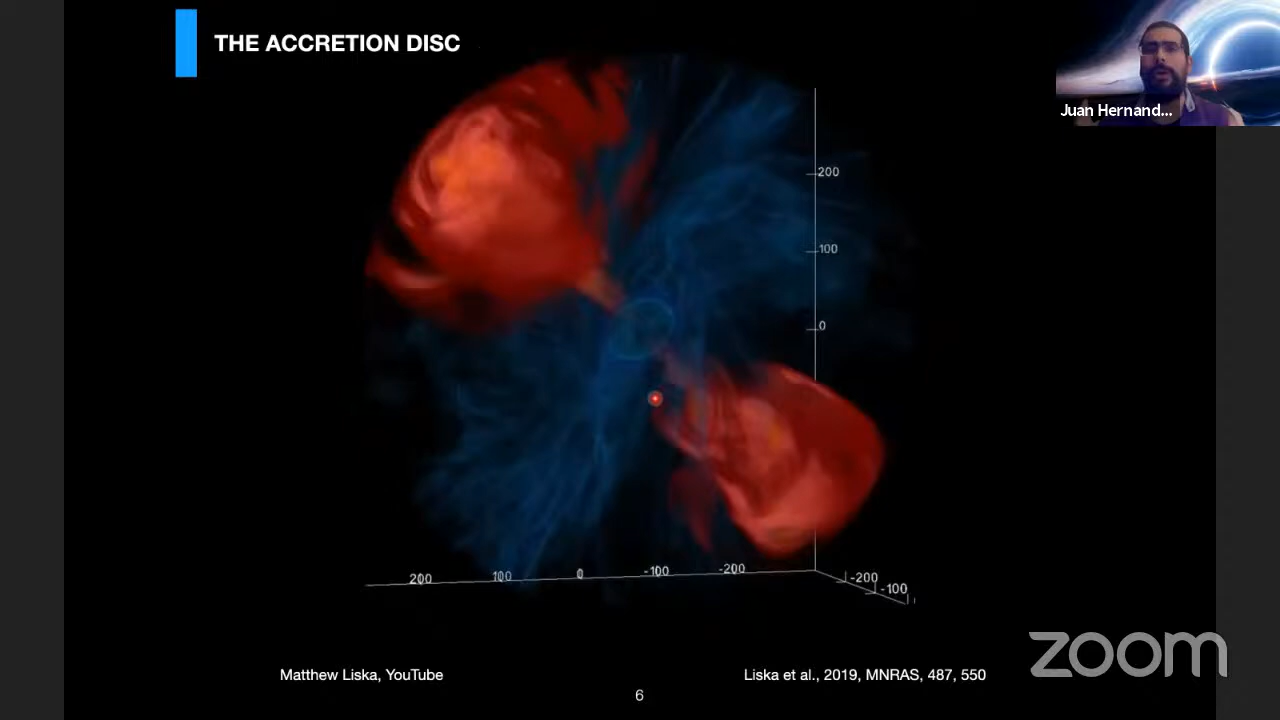 THE ACCRETION DISC
Juan Hernand...
200
100
0
200
100
0
-100
-200
-200
-100
Matthew Liska, YouTube
Liska et al., 2019, MNRAS, 487, 550
6
zoom